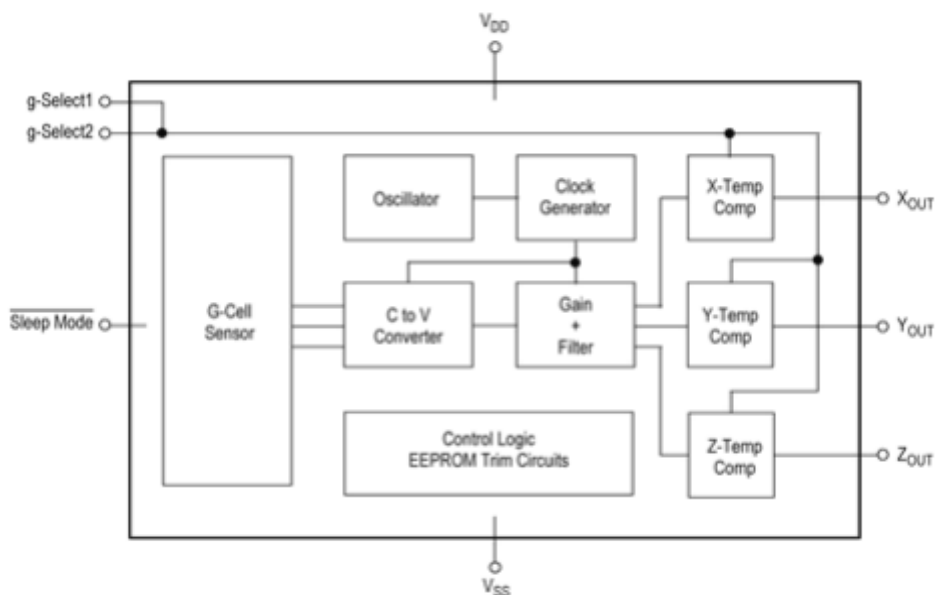 VDD
g-Select1
g-Select2
Oscillator
Clock
Generator
X-Temp
Comp
XOUT
G-Cell
Sensor
Sleep Mode
C to V
Converter
Gain
+
Filter
Y-Temp
Comp
YOUT
Control Logic
EEPROM Trim Circuits
Z-Temp
Comp
ZOUT
VSS